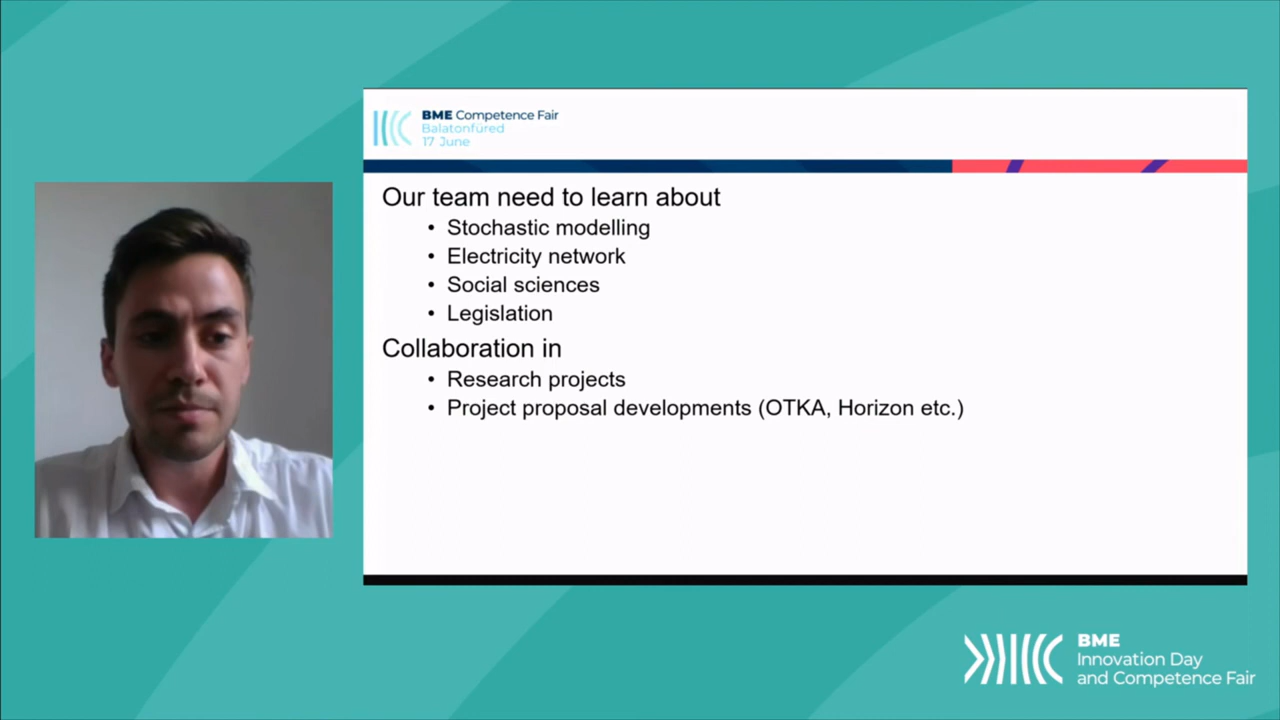 BME Competence Fair
Balatonfüred
17 June
Our team need to learn about
• Stochastic modelling
• Electricity network
• Social sciences
• Legislation
Collaboration in
• Research projects
• Project proposal developments (OTKA, Horizon etc.)
BME
Innovation Day
and Competence Fair